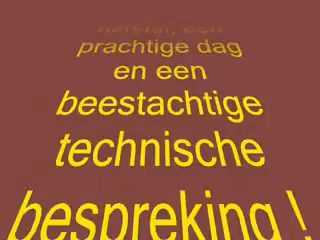 prachtige dag
en een
beestachtige
technische
bespreking !